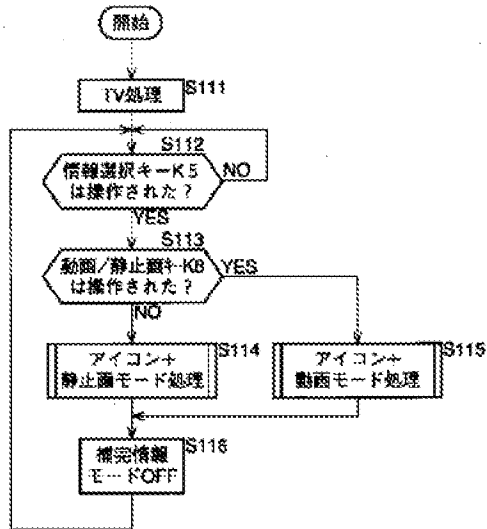 開始
TV処理
S111
S112
情報選択キーK5
は操作された?
NO
YES
S113
動画/静止画キーK6
は操作された?
YES
NO
アイコン+
静止画モード処理
S114
アイコン+
動画モード処理
S115
補完情報
モードOFF
S116